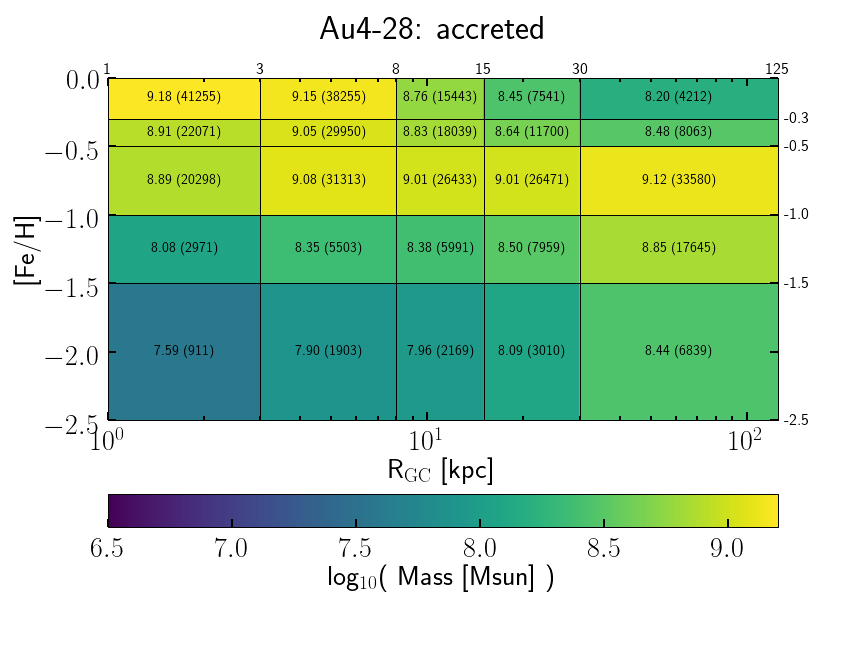 Au4-28: accreted
1 3 8 15 30 125
0.0
9.18 (41255) 9.15 (38255) 8.76 (15443) 8.45 (7541) 8.20 (4212)
-0.3
8.91 (22071) 9.05 (29950) 8.83 (18039) 8.64 (11700) 8.48 (8063)
−0.5 -0.5
8.89 (20298) 9.08 (31313) 9.01 (26433) 9.01 (26471) 9.12 (33580)
−1.0 -1.0
[Fe/H]
8.08 (2971) 8.35 (5503) 8.38 (5991) 8.50 (7959) 8.85 (17645)
−1.5 -1.5
7.59 (911) 7.90 (1903) 7.96 (2169) 8.09 (3010) 8.44 (6839)
−2.0
−2.5 -2.5
10⁰ 10¹ 10²
R_GC [kpc]
6.5 7.0 7.5 8.0 8.5 9.0
log₁₀( Mass [Msun] )